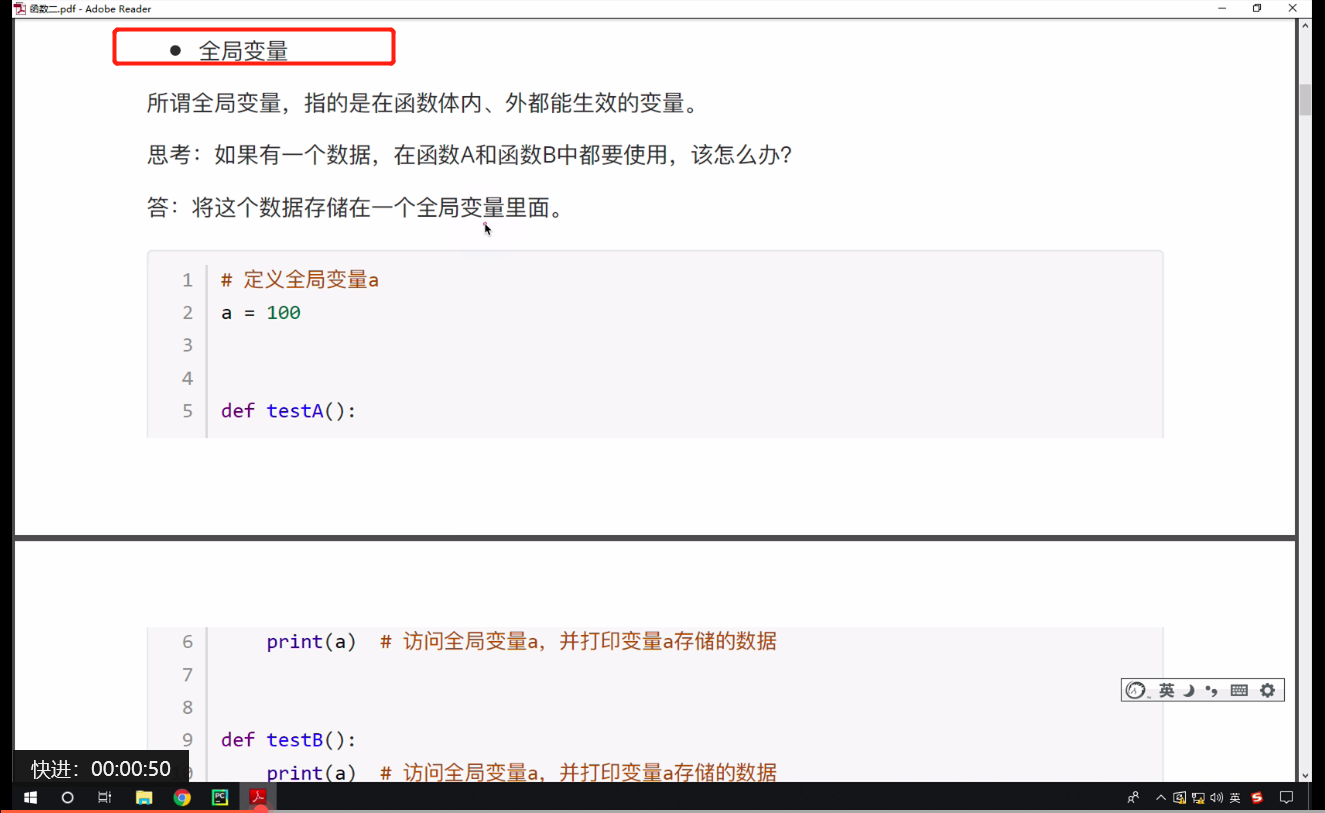 函数二.pdf - Adobe Reader
● 全局变量
所谓全局变量，指的是在函数体内、外都能生效的变量。
思考：如果有一个数据，在函数A和函数B中都要使用，该怎么办？
答：将这个数据存储在一个全局变量里面。
1 # 定义全局变量a
2 a = 100
3
4
5 def testA():
6 print(a) # 访问全局变量a，并打印变量a存储的数据
7
8
9 def testB():
print(a) # 访问全局变量a，并打印变量a存储的数据
英
快进：00:00:50
PC
英